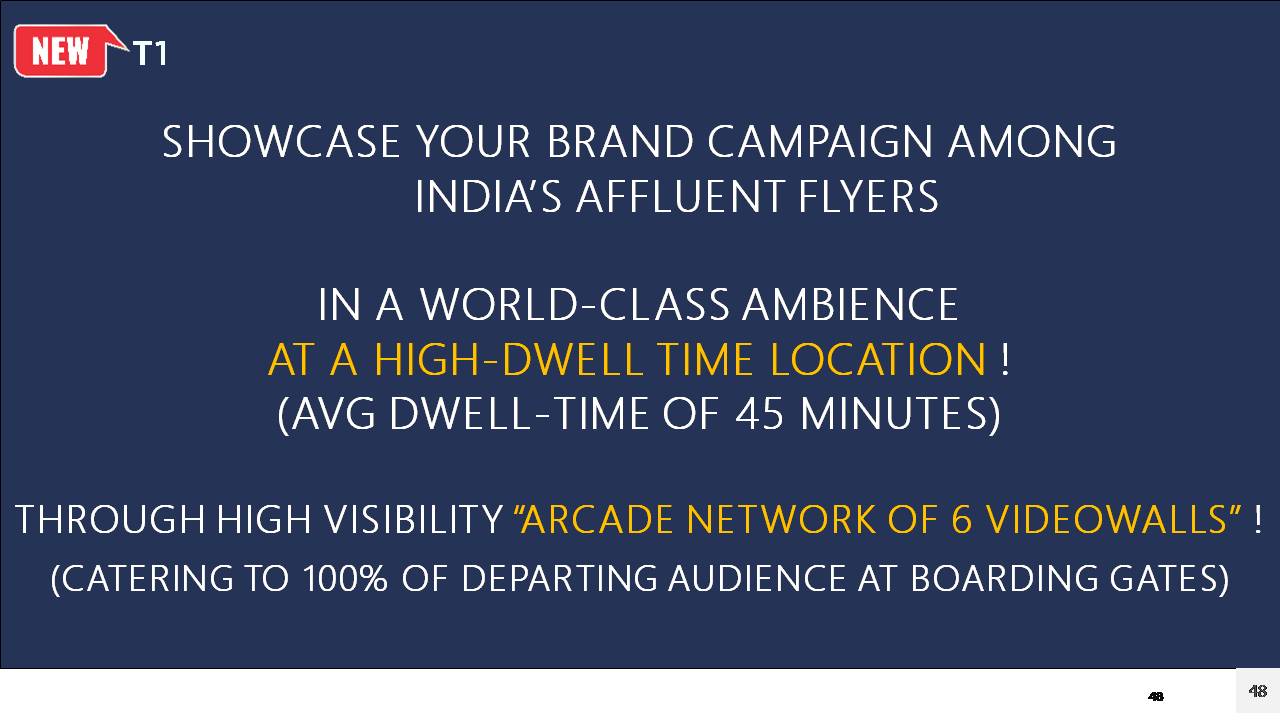 NEW T1
SHOWCASE YOUR BRAND CAMPAIGN AMONG
INDIA’S AFFLUENT FLYERS
IN A WORLD-CLASS AMBIENCE
AT A HIGH-DWELL TIME LOCATION !
(AVG DWELL-TIME OF 45 MINUTES)
THROUGH HIGH VISIBILITY “ARCADE NETWORK OF 6 VIDEOWALLS” !
(CATERING TO 100% OF DEPARTING AUDIENCE AT BOARDING GATES)
48 48